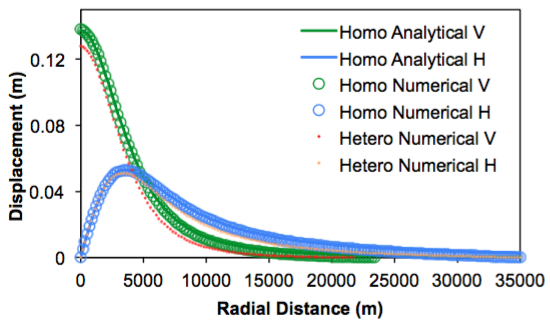 Displacement (m)
0.12
0.08
0.04
0
Homo Analytical V
Homo Analytical H
Homo Numerical V
Homo Numerical H
Hetero Numerical V
Hetero Numerical H
0 5000 10000 15000 20000 25000 30000 35000
Radial Distance (m)